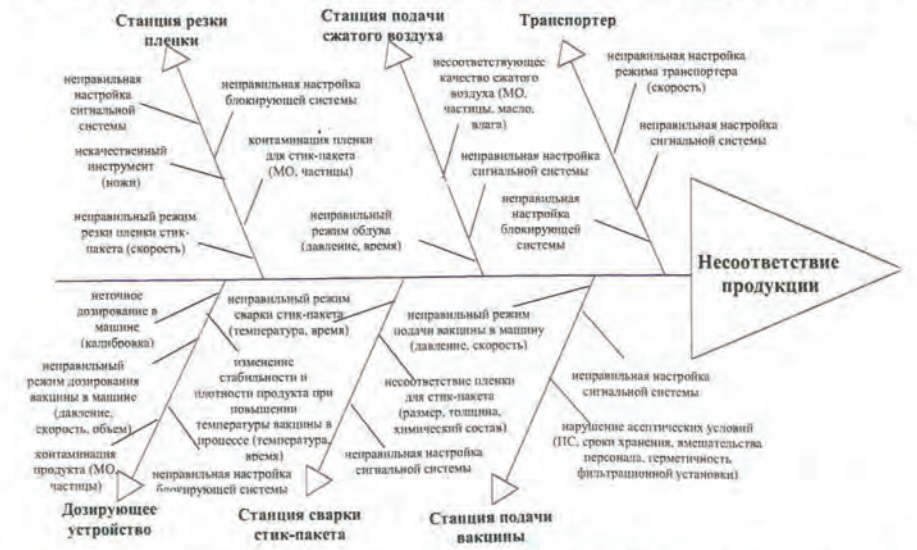 Станция резки
пленки
Станция подачи
сжатого воздуха
Транспортер
неправильная
настройка
сигнальной
системы
некачественный
инструмент
(ножи)
неправильный режим
резки пленки стик-
пакета (скорость)
неправильная настройка
блокирующей системы
контаминация пленки
для стик-пакета
(МО, частицы)
несоответствующее
качество сжатого
воздуха (МО,
частицы, масло,
влага)
неправильный
режим обдува
(давление, время)
неправильная настройка
сигнальной системы
неправильная настройка
режима транспортера
(скорость)
неправильная настройка
сигнальной системы
неправильная
настройка
блокирующей
системы
Несоответствие
продукции
неточное
дозирование в
машине
(калибровка)
неправильный
режим дозирования
вакцины в машине
(давление,
скорость, объем)
контаминация
продукта (МО,
частицы)
изменение
стабильности и
плотности продукта при
повышении
температуры вакцины в
процессе (температура,
время)
неправильная настройка
блокирующей системы
неправильный режим
сварки стик-пакета
(температура, время)
несоответствие пленки
для стик-пакета
(размер, толщина,
химический состав)
неправильная настройка
сигнальной системы
неправильный режим
подачи вакцины в машину
(давление, скорость)
неправильная настройка
сигнальной системы
нарушение асептических условий
(ПС, сроки хранения, вмешательства
персонала, герметичность
фильтрационной установки)
Дозирующее
устройство
Станция сварки
стик-пакета
Станция подачи
вакцины